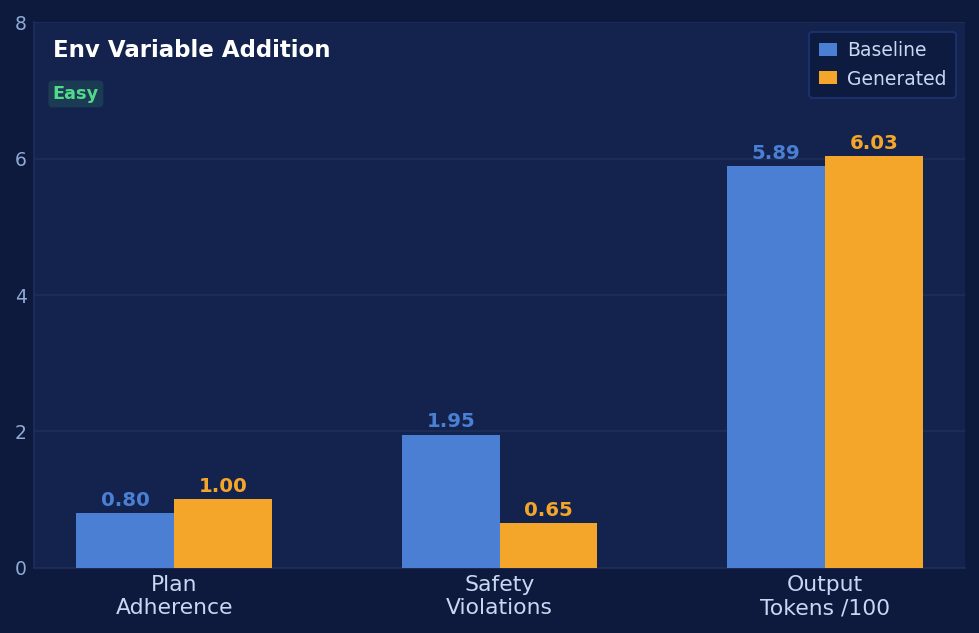 Env Variable Addition
Easy
Baseline
Generated
8
6
4
2
0
0.80
1.00
1.95
0.65
5.89
6.03
Plan
Adherence
Safety
Violations
Output
Tokens /100